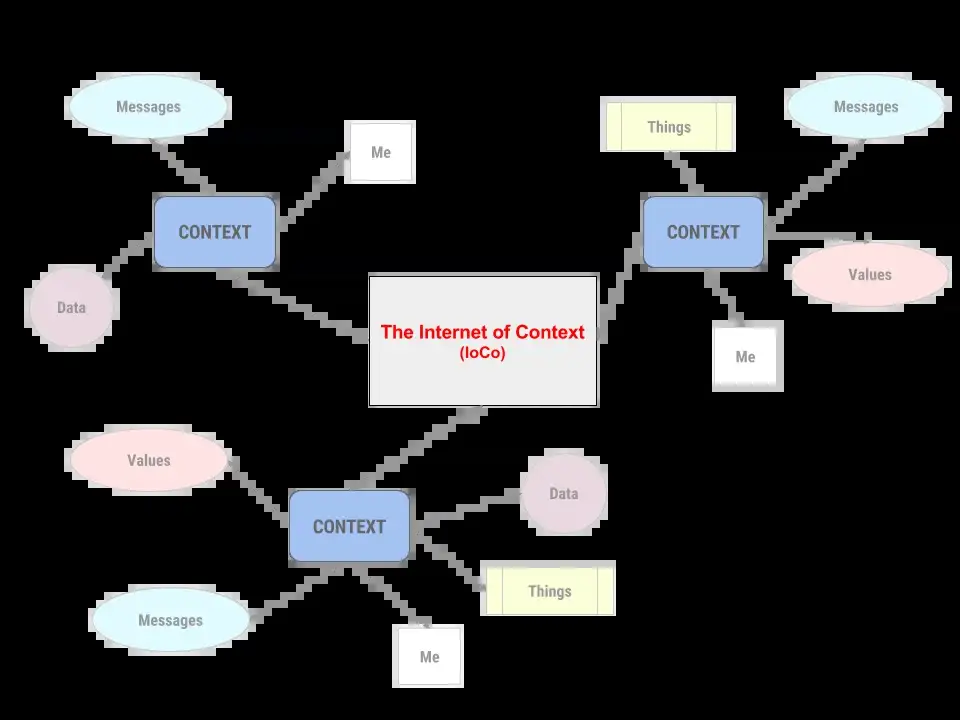 Messages
Me
Things
Messages
CONTEXT
CONTEXT
Values
Data
The Internet of Context
(IoCo)
Me
Values
Data
CONTEXT
Things
Messages
Me